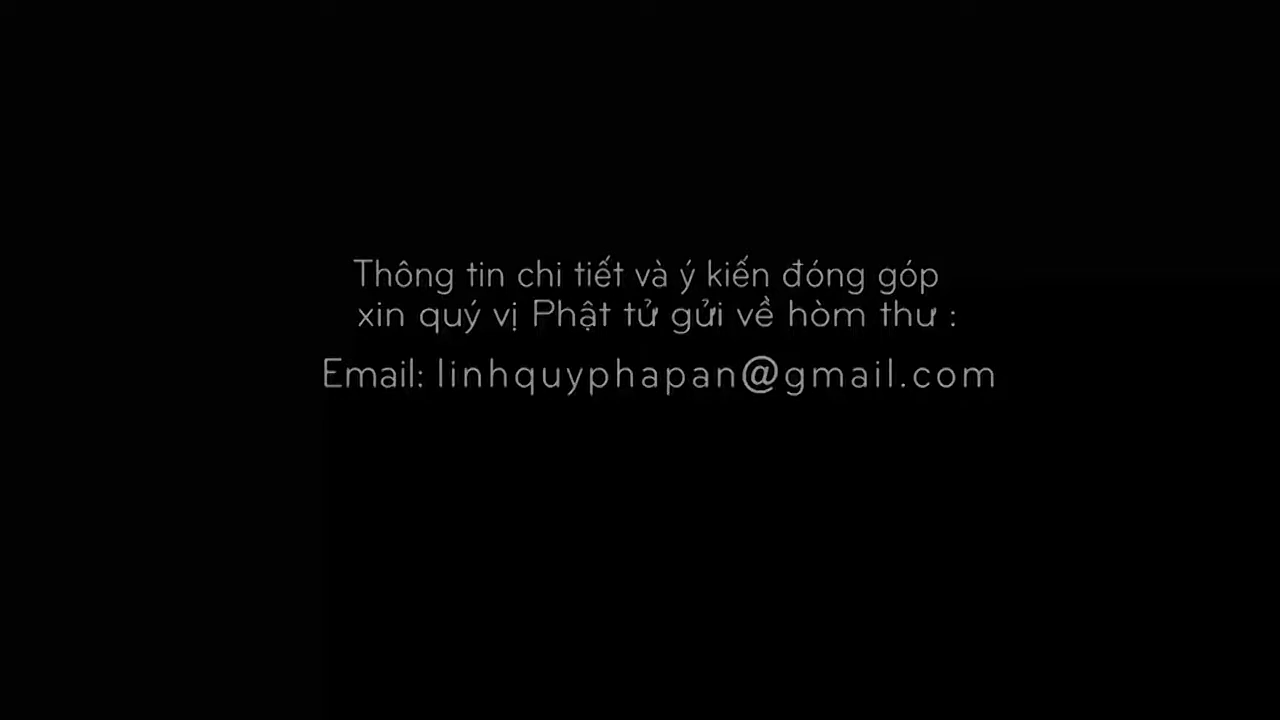 Thông tin chi tiết và ý kiến đóng góp
xin quý vị Phật tử gửi về hòm thư :
Email: linhquyphapan@gmail.com